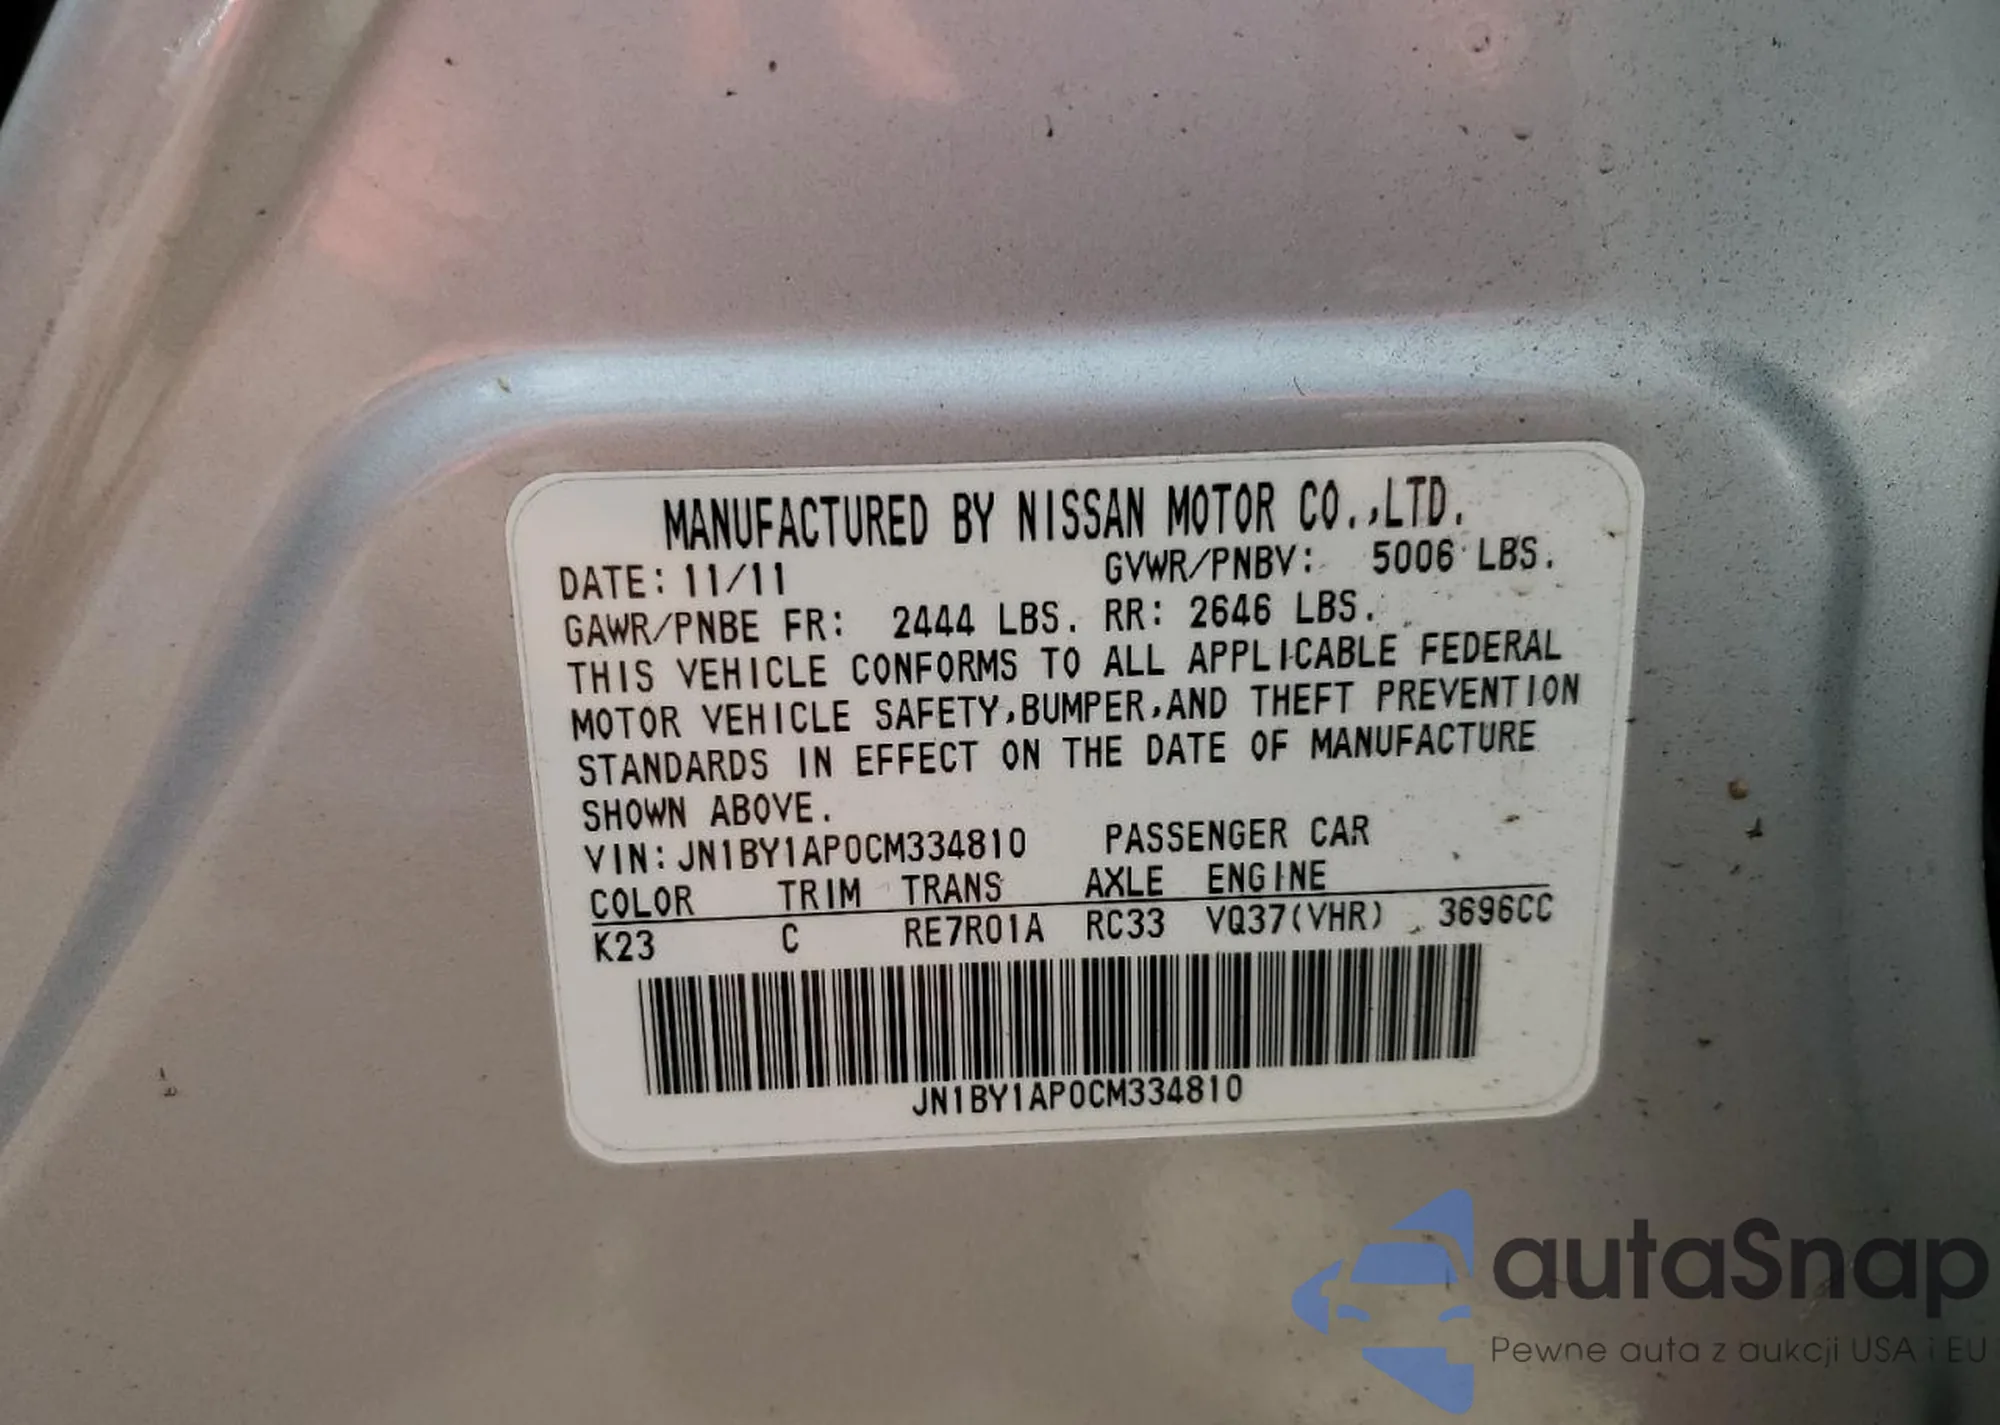 MANUFACTURED BY NISSAN MOTOR CO.,LTD.
DATE: 11/11 GVWR/PNBV: 5006 LBS.
GAWR/PNBE FR: 2444 LBS. RR: 2646 LBS.
THIS VEHICLE CONFORMS TO ALL APPLICABLE FEDERAL
MOTOR VEHICLE SAFETY,BUMPER,AND THEFT PREVENTION
STANDARDS IN EFFECT ON THE DATE OF MANUFACTURE
SHOWN ABOVE.
VIN:JN1BY1AP0CM334810 PASSENGER CAR
COLOR TRIM TRANS AXLE ENGINE
K23 C RE7R01A RC33 VQ37(VHR) 3696CC
JN1BY1AP0CM334810
autaSnap
Pewne auta z aukcji USA i EU